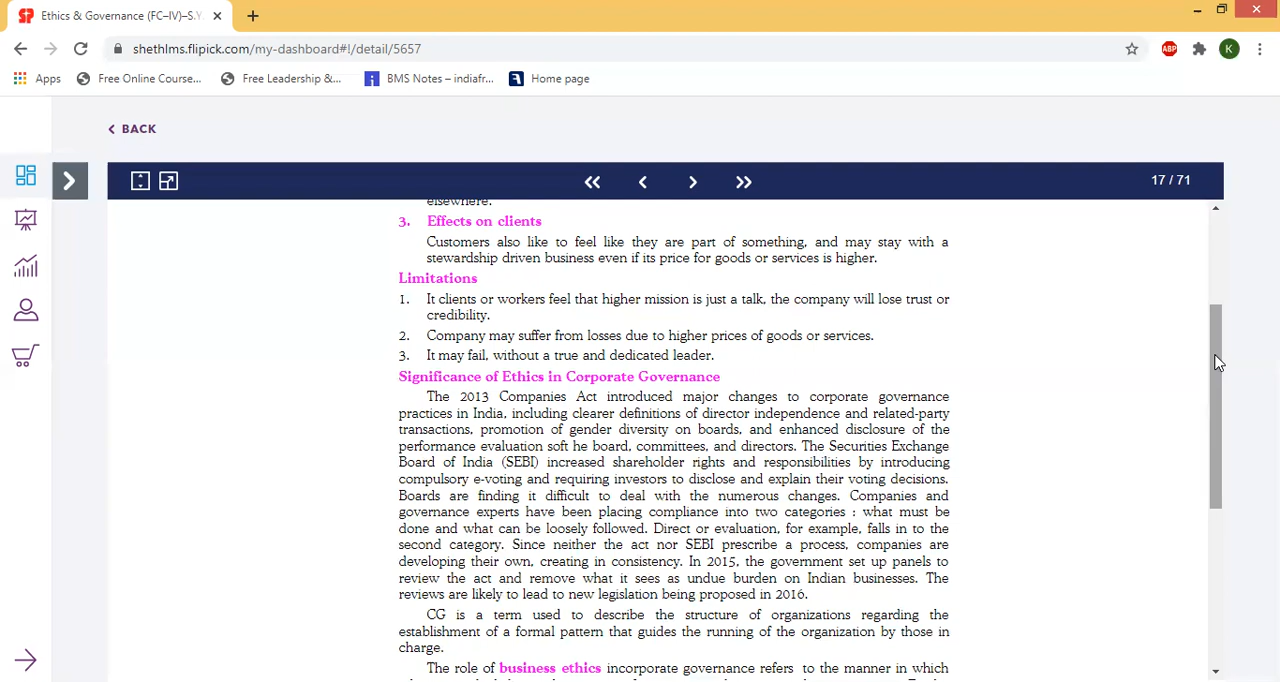 Ethics & Governance (FC–IV)–S.Y.
shethlms.flipick.com/my-dashboard#!/detail/5657
ABP
K
Apps
Free Online Course...
Free Leadership &...
BMS Notes – indiafr...
Home page
BACK
17 / 71
elsewhere.
3. Effects on clients
Customers also like to feel like they are part of something, and may stay with a
stewardship driven business even if its price for goods or services is higher.
Limitations
1. It clients or workers feel that higher mission is just a talk, the company will lose trust or
credibility.
2. Company may suffer from losses due to higher prices of goods or services.
3. It may fail, without a true and dedicated leader.
Significance of Ethics in Corporate Governance
The 2013 Companies Act introduced major changes to corporate governance
practices in India, including clearer definitions of director independence and related-party
transactions, promotion of gender diversity on boards, and enhanced disclosure of the
performance evaluation soft he board, committees, and directors. The Securities Exchange
Board of India (SEBI) increased shareholder rights and responsibilities by introducing
compulsory e-voting and requiring investors to disclose and explain their voting decisions.
Boards are finding it difficult to deal with the numerous changes. Companies and
governance experts have been placing compliance into two categories : what must be
done and what can be loosely followed. Direct or evaluation, for example, falls in to the
second category. Since neither the act nor SEBI prescribe a process, companies are
developing their own, creating in consistency. In 2015, the government set up panels to
review the act and remove what it sees as undue burden on Indian businesses. The
reviews are likely to lead to new legislation being proposed in 2016.
CG is a term used to describe the structure of organizations regarding the
establishment of a formal pattern that guides the running of the organization by those in
charge.
The role of business ethics incorporate governance refers to the manner in which